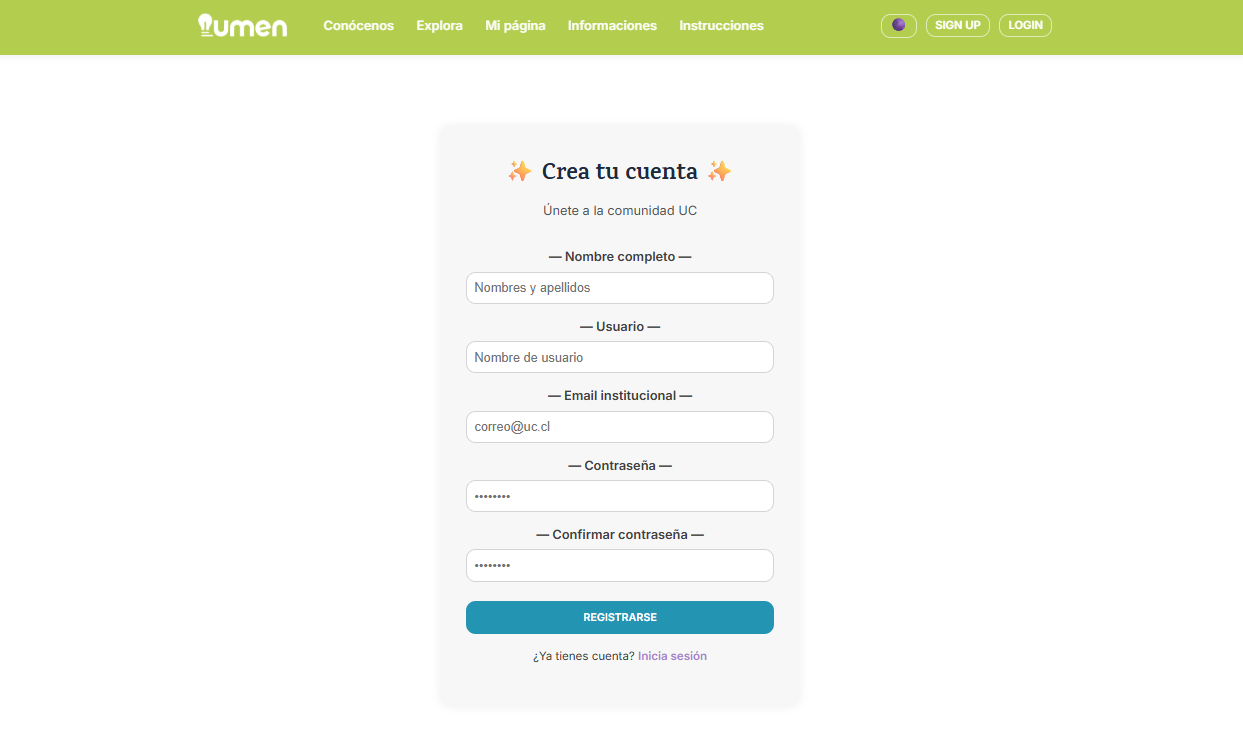 Lumen Conócenos Explora Mi página Informaciones Instrucciones SIGN UP LOGIN
✨ Crea tu cuenta ✨
Únete a la comunidad UC
— Nombre completo —
Nombres y apellidos
— Usuario —
Nombre de usuario
— Email institucional —
correo@uc.cl
— Contraseña —
••••••••
— Confirmar contraseña —
••••••••
REGISTRARSE
¿Ya tienes cuenta? Inicia sesión